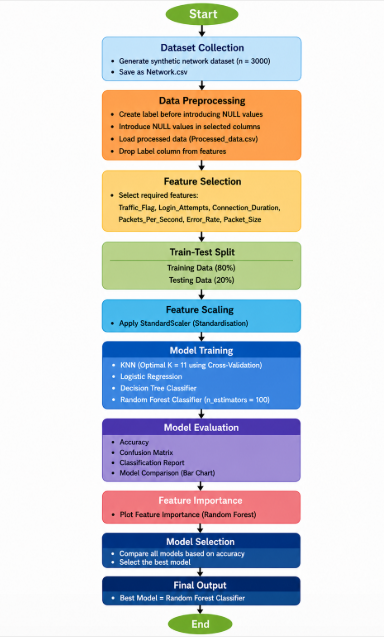 Start
Dataset Collection
• Generate synthetic network dataset (n = 3000)
• Save as Network.csv
Data Preprocessing
• Create label before introducing NULL values
• Introduce NULL values in selected columns
• Load processed data (Processed_data.csv)
• Drop Label column from features
Feature Selection
• Select required features:
Traffic_Flag, Login_Attempts, Connection_Duration,
Packets_Per_Second, Error_Rate, Packet_Size
Train-Test Split
Training Data (80%)
Testing Data (20%)
Feature Scaling
• Apply StandardScaler (Standardisation)
Model Training
• KNN (Optimal K = 11 using Cross-Validation)
• Logistic Regression
• Decision Tree Classifier
• Random Forest Classifier (n_estimators = 100)
Model Evaluation
• Accuracy
• Confusion Matrix
• Classification Report
• Model Comparison (Bar Chart)
Feature Importance
• Plot Feature Importance (Random Forest)
Model Selection
• Compare all models based on accuracy
• Select the best model
Final Output
• Best Model = Random Forest Classifier
End